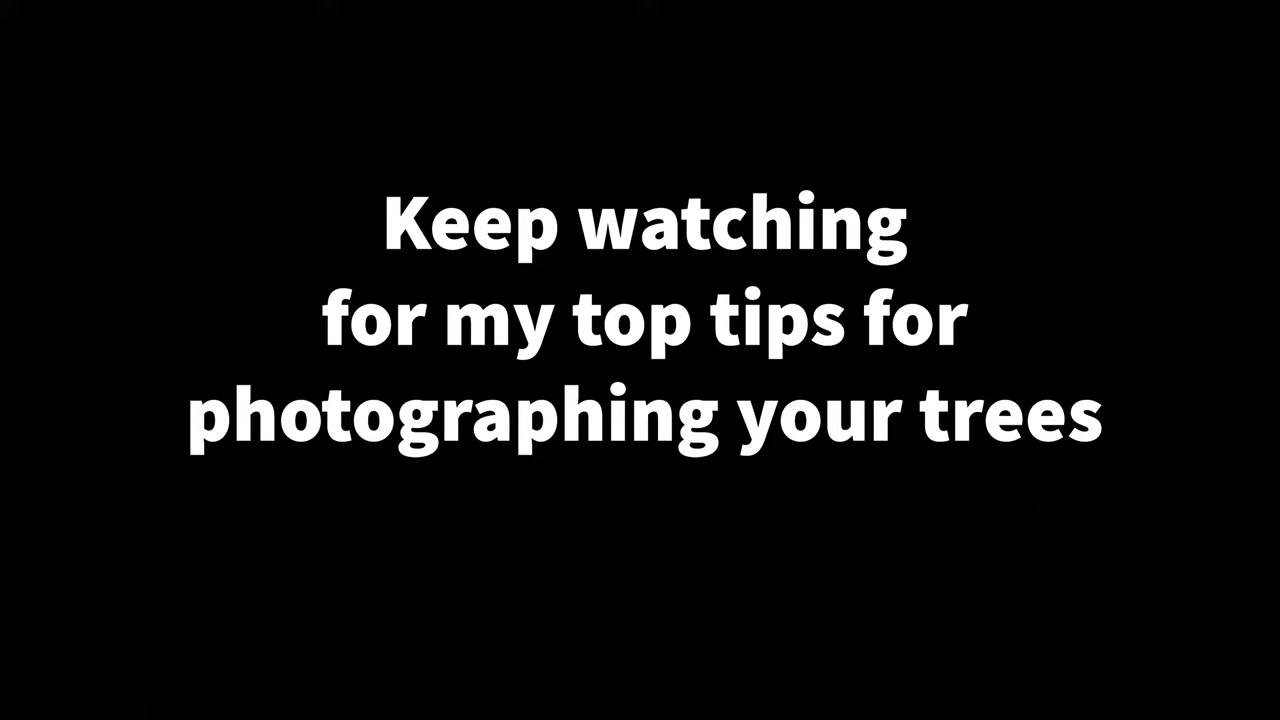 Keep watching
for my top tips for
photographing your trees